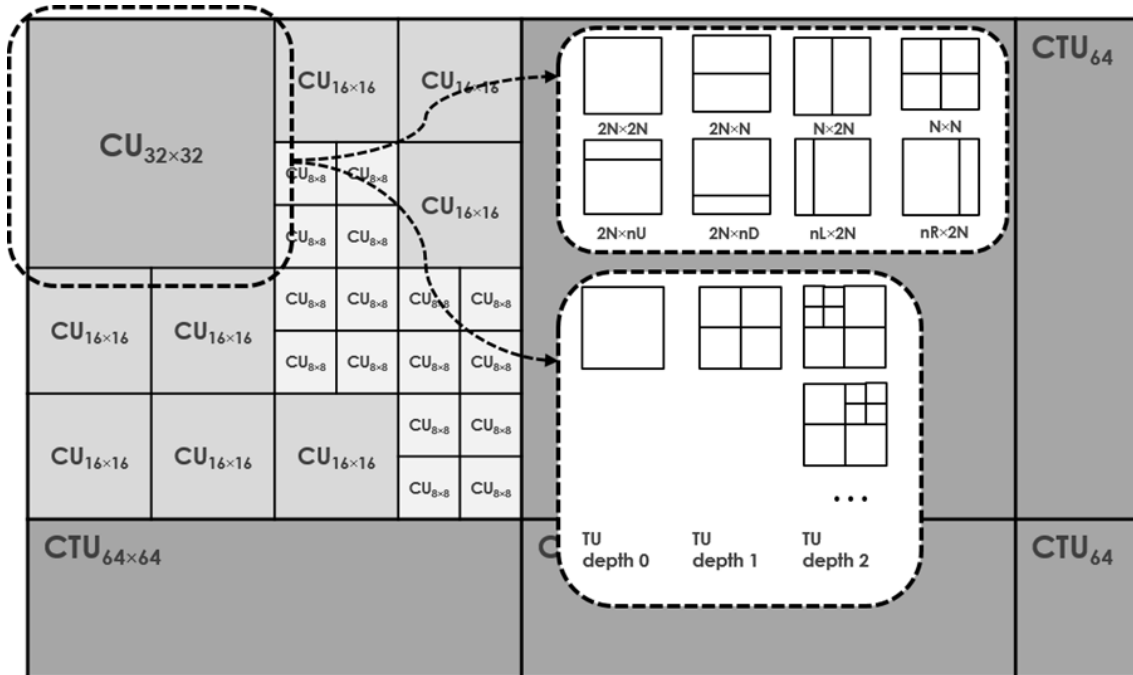 CU32×32
CU16×16
CU16×16
CU8×8
CU8×8
CU16×16
CU8×8
CU8×8
CU16×16
CU16×16
CU8×8
CU8×8
CU8×8
CU8×8
CU8×8
CU8×8
CU8×8
CU8×8
CU16×16
CU16×16
CU16×16
CU8×8
CU8×8
CU8×8
CU8×8
2N×2N
2N×N
N×2N
N×N
2N×nU
2N×nD
nL×2N
nR×2N
TU
depth 0
TU
depth 1
TU
depth 2
...
CTU64
CTU64×64
C
CTU64